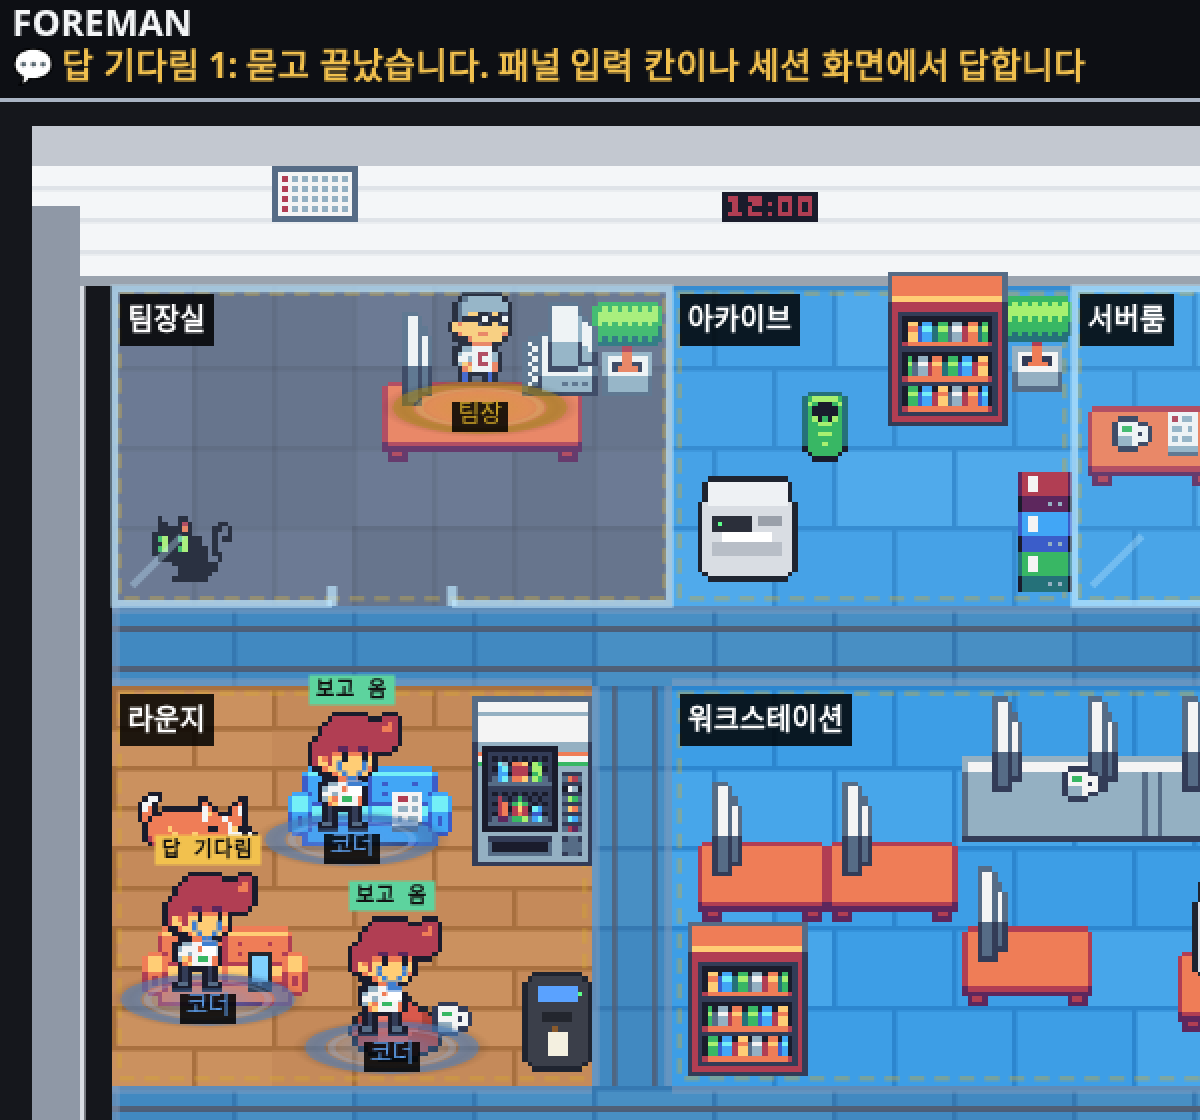 FOREMAN
💬 답 기다림 1: 묻고 끝났습니다. 패널 입력 칸이나 세션 화면에서 답합니다
12:00
팀장실
아카이브
서버룸
C
팀장
보고 옴
라운지
워크스테이션
코더
답 기다림
보고 옴
코더
코더